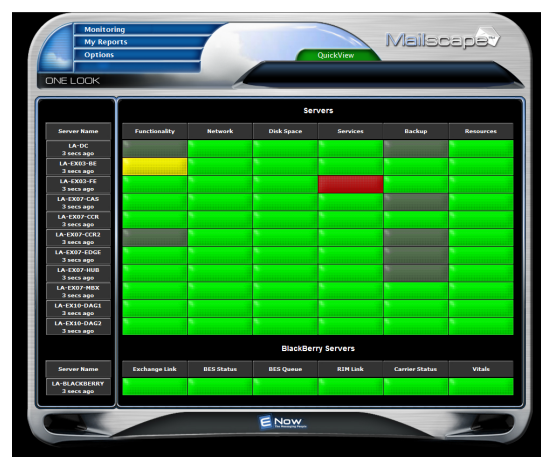 Monitoring
My Reports
Options
Mailscape
QuickView
ONE LOOK
Servers
Server Name Functionality Network Disk Space Services Backup Resources
LA-DC
3 secs ago
LA-EX03-BE
3 secs ago
LA-EX03-FE
3 secs ago
LA-EX07-CAS
3 secs ago
LA-EX07-CCR
3 secs ago
LA-EX07-CCR2
3 secs ago
LA-EX07-EDGE
3 secs ago
LA-EX07-HUB
3 secs ago
LA-EX07-MBX
3 secs ago
LA-EX10-DAG1
3 secs ago
LA-EX10-DAG2
3 secs ago
BlackBerry Servers
Server Name Exchange Link BES Status BES Queue RIM Link Carrier Status Vitals
LA-BLACKBERRY
3 secs ago
ENow
The Messaging People